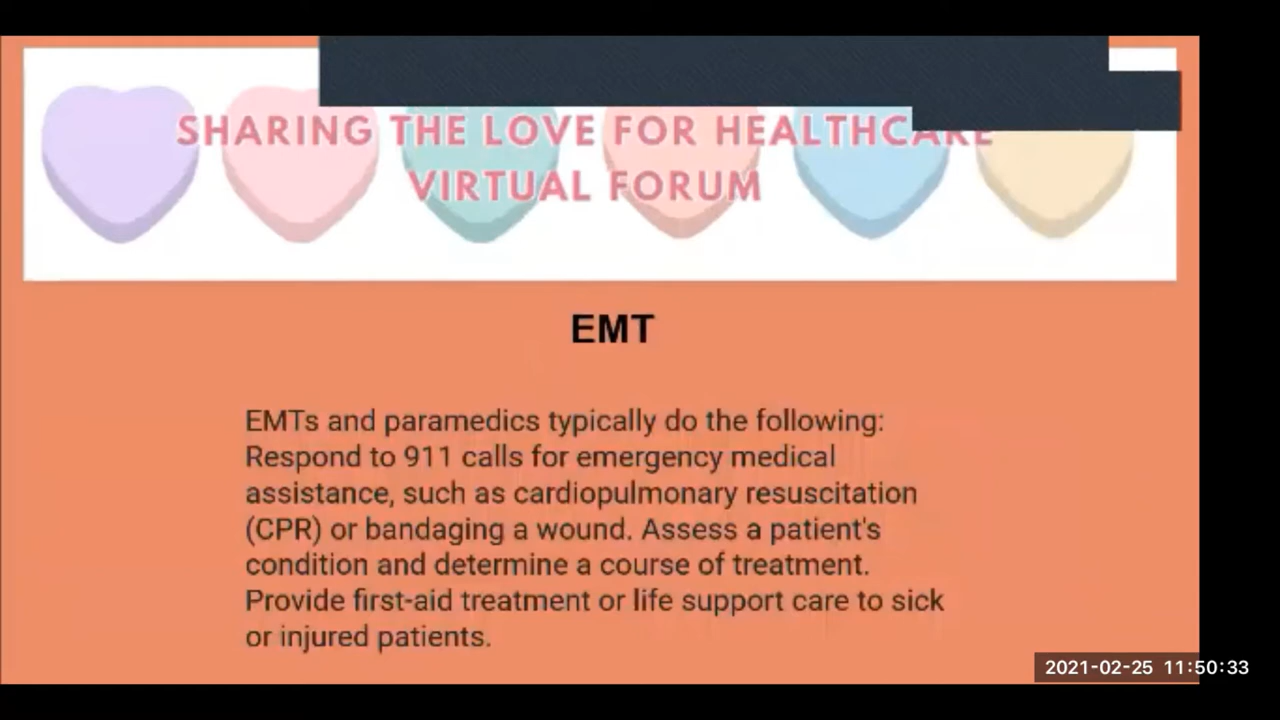 SHARING THE LOVE FOR HEALTHCARE
VIRTUAL FORUM
EMT
EMTs and paramedics typically do the following:
Respond to 911 calls for emergency medical
assistance, such as cardiopulmonary resuscitation
(CPR) or bandaging a wound. Assess a patient's
condition and determine a course of treatment.
Provide first-aid treatment or life support care to sick
or injured patients.
2021-02-25 11:50:33